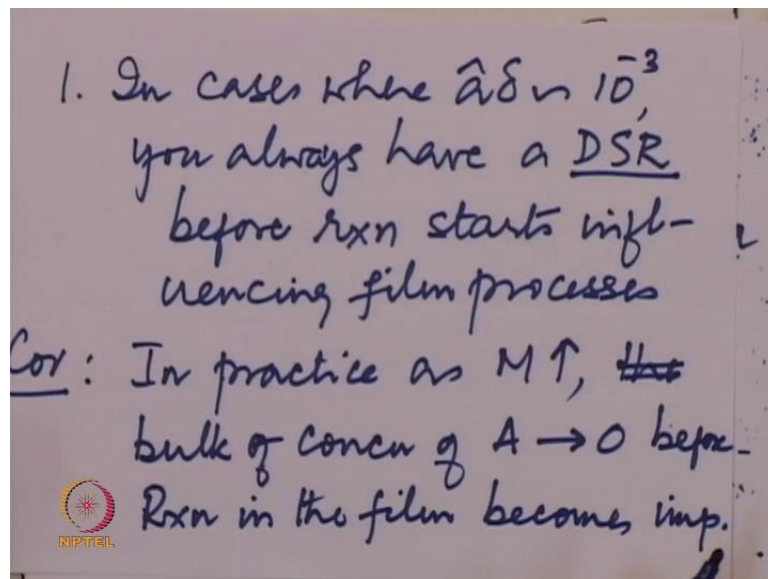 1. In cases where âδ ~ 10⁻³,
you always have a DSR
before rxn starts infl-
uencing film processes
Cor: In practice as M↑,
bulk of concn of A → 0 before
Rxn in the film becomes imp.
NPTEL